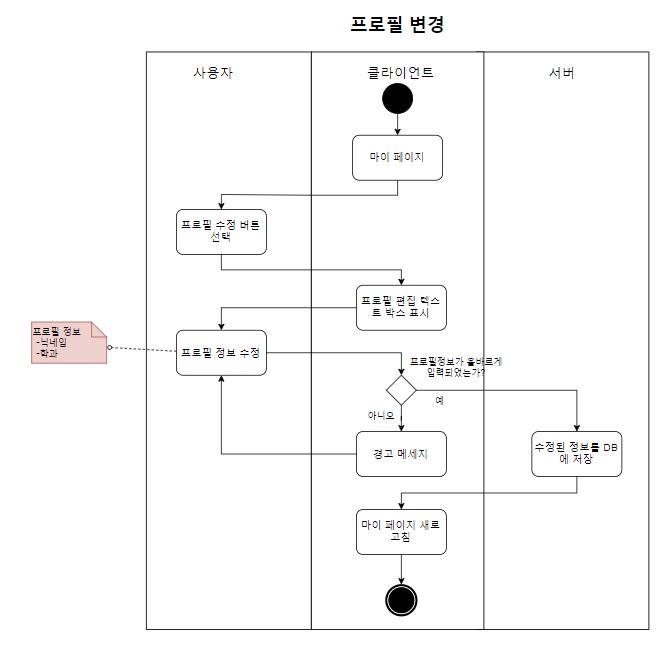 프로필 변경
사용자
클라이언트
서버
마이 페이지
프로필 수정 버튼
선택
프로필 편집 텍스
트 박스 표시
프로필 정보
-닉네임
-학과
프로필 정보 수정
프로필정보가 올바르게
입력되었는가?
예
아니오
경고 메세지
수정된 정보를 DB
에 저장
마이 페이지 새로
고침